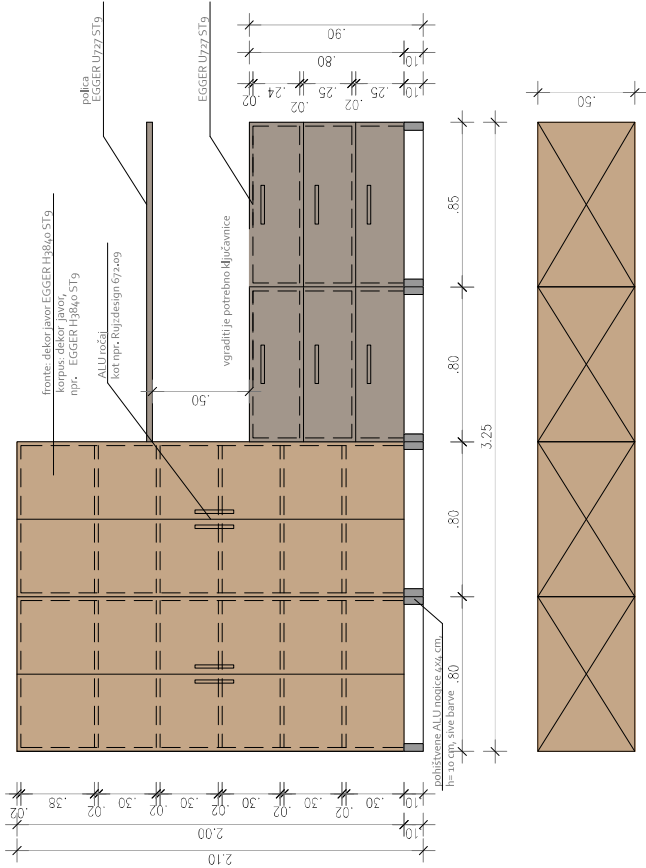 fronte: dekor javor EGGER H3840 ST9
korpus: dekor javor,
npr. EGGER H3840 ST9
polica
EGGER U727 ST9
ALU ročaj
kot npr. Rujzdesign 672.09
EGGER U727 ST9
vgraditi je potrebno ključavnice
pohištvene ALU nogice 4x4 cm,
h= 10 cm, sive barve
.90
.80 10
.02 .24 .02 .25 .02 .25 10
.50
.50
.80 .80 .80 .85
3.25
.02 .38 .02 .30 .02 .30 .02 .30 .02 .30 .02 .30 10
2.00 10
2.10